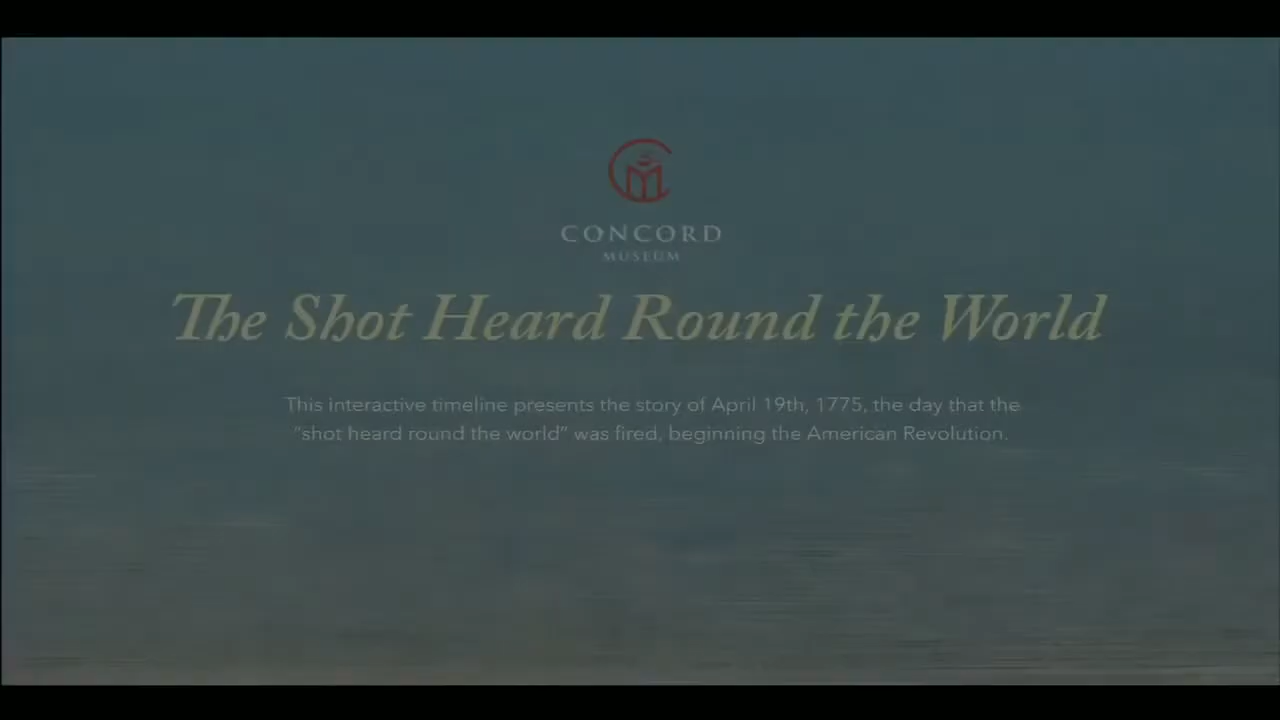 CONCORD
MUSEUM
The Shot Heard Round the World
This interactive timeline presents the story of April 19th, 1775, the day that the
“shot heard round the world” was fired, beginning the American Revolution.